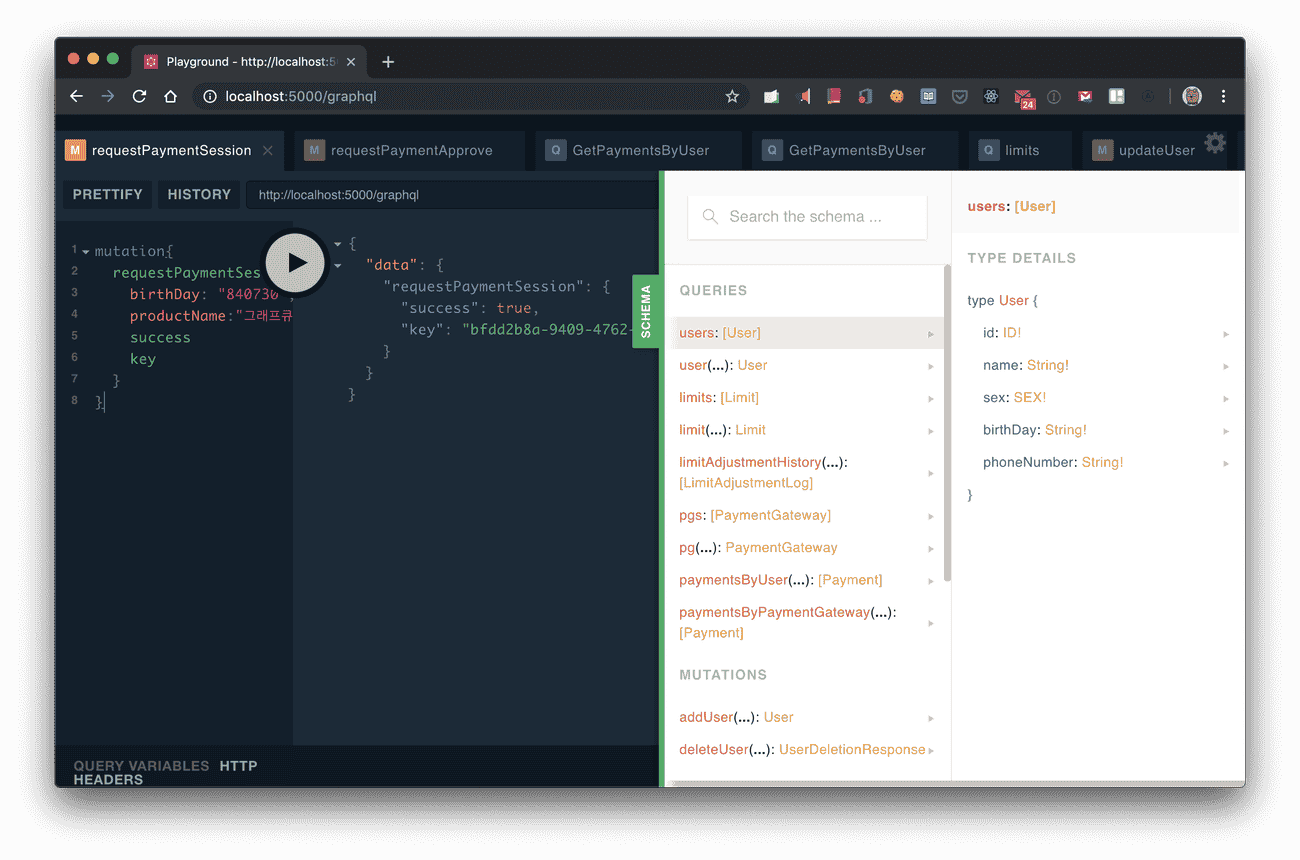 Playground - http://localhost:5
localhost:5000/graphql
24
M requestPaymentSession
M requestPaymentApprove
Q GetPaymentsByUser
Q GetPaymentsByUser
Q limits
M updateUser
PRETTIFY HISTORY http://localhost:5000/graphql
1 mutation{
2 requestPaymentSes
3 birthDay: "840730",
4 productName:"그래프큐
5 success
6 key
7 }
8 }
{
"data": {
"requestPaymentSession": {
"success": true,
"key": "bfdd2b8a-9409-4762-
}
}
}
QUERY VARIABLES HTTP
HEADERS
SCHEMA
Search the schema ...
QUERIES
users: [User]
user(...): User
limits: [Limit]
limit(...): Limit
limitAdjustmentHistory(...):
[LimitAdjustmentLog]
pgs: [PaymentGateway]
pg(...): PaymentGateway
paymentsByUser(...): [Payment]
paymentsByPaymentGateway(...):
[Payment]
MUTATIONS
addUser(...): User
deleteUser(...): UserDeletionResponse
users: [User]
TYPE DETAILS
type User {
id: ID!
name: String!
sex: SEX!
birthDay: String!
phoneNumber: String!
}